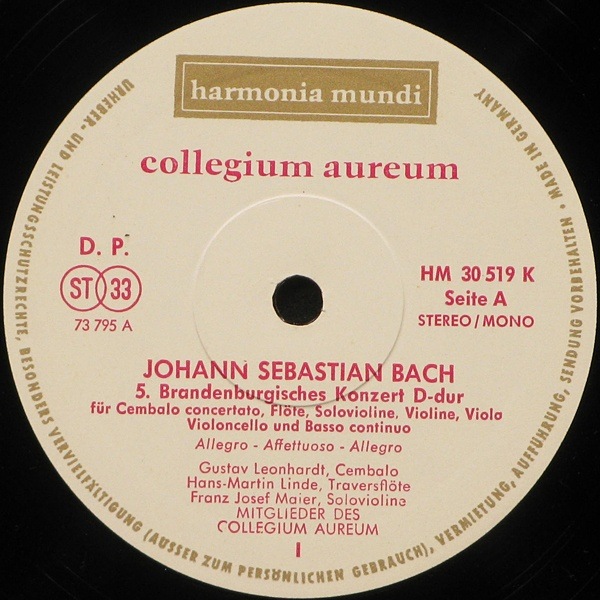 harmonia mundi
collegium aureum
D. P.
ST 33
73 795 A
HM 30 519 K
Seite A
STEREO/MONO
JOHANN SEBASTIAN BACH
5. Brandenburgisches Konzert D-dur
für Cembalo concertato, Flöte, Solovioline, Violine, Viola
Violoncello und Basso continuo
Allegro - Affettuoso - Allegro
Gustav Leonhardt, Cembalo
Hans-Martin Linde, Traversflöte
Franz Josef Maier, Solovioline
MITGLIEDER DES
COLLEGIUM AUREUM
I
URHEBER- UND LEISTUNGSSCHUTZRECHTE, BESONDERS VERVIELFÄLTIGUNG (AUSSER ZUM PERSÖNLICHEN GEBRAUCH), VERMIETUNG, AUFFÜHRUNG, SENDUNG VORBEHALTEN • MADE IN GERMANY